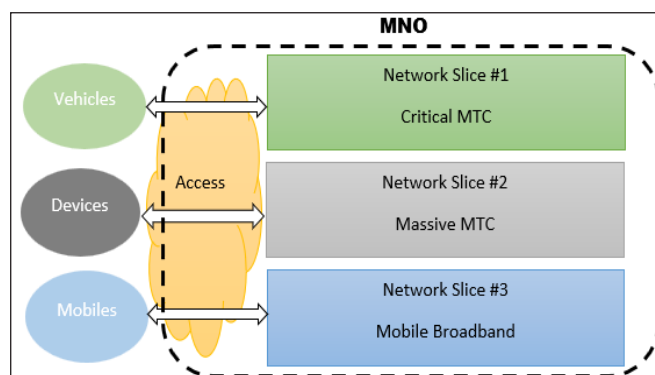 MNO
Vehicles
Network Slice #1
Critical MTC
Access
Devices
Network Slice #2
Massive MTC
Mobiles
Network Slice #3
Mobile Broadband